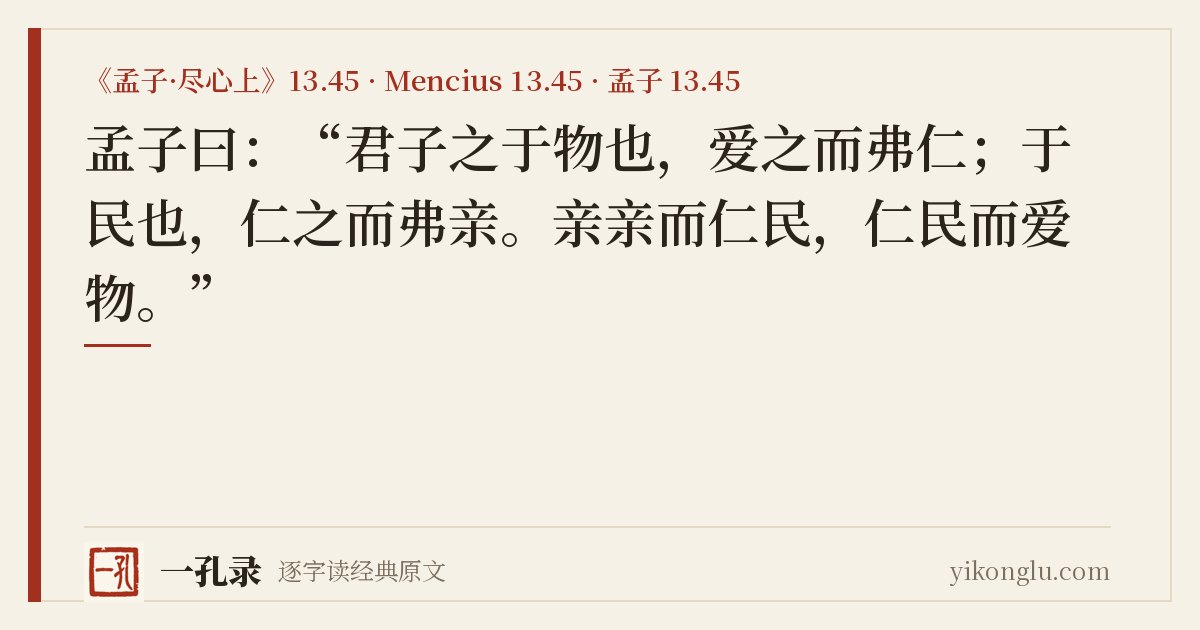 《孟子·尽心上》13.45 · Mencius 13.45 · 孟子 13.45
孟子曰：“君子之于物也，爱之而弗仁；于
民也，仁之而弗亲。亲亲而仁民，仁民而爱
物。”
一孔
一孔录 逐字读经典原文 yikonglu.com